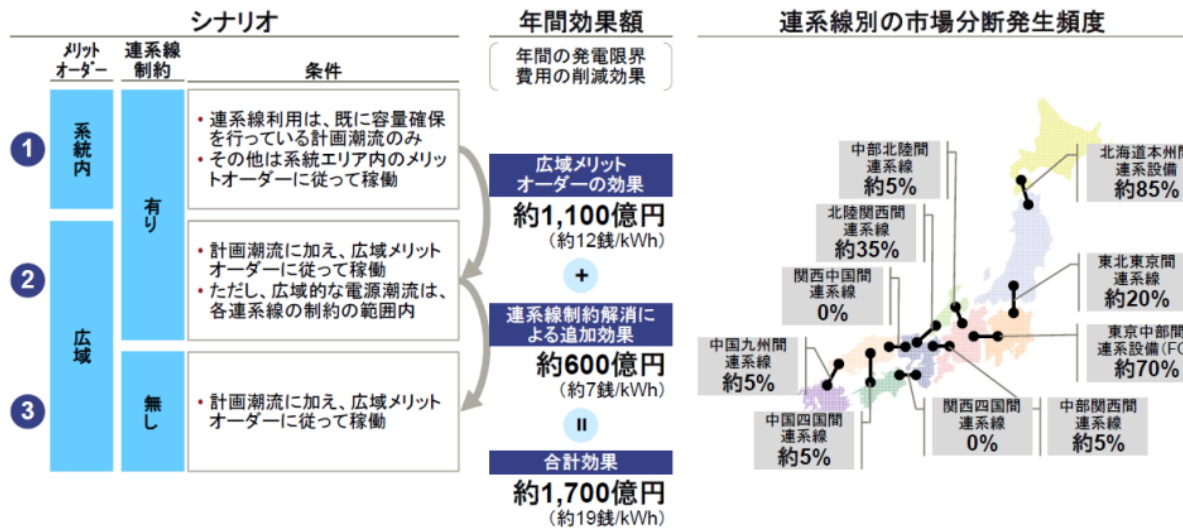 シナリオ
年間効果額
連系線別の市場分断発生頻度
メリット
オーダー
連系線
制約
条件
年間の発電限界
費用の削減効果
1
系統内
有り
• 連系線利用は、既に容量確保
を行っている計画潮流のみ
• その他は系統エリア内のメリッ
トオーダーに従って稼働
2
広域
• 計画潮流に加え、広域メリット
オーダーに従って稼働
• ただし、広域的な電源潮流は、
各連系線の制約の範囲内
3
無し
• 計画潮流に加え、広域メリット
オーダーに従って稼働
広域メリット
オーダーの効果
約1,100億円
(約12銭/kWh)
+
連系線制約解消に
よる追加効果
約600億円
(約7銭/kWh)
=
合計効果
約1,700億円
(約19銭/kWh)
中部北陸間
連系線
約5%
北海道本州間
連系設備
約85%
北陸関西間
連系線
約35%
関西中国間
連系線
0%
東北東京間
連系線
約20%
東京中部間
連系設備(FC
約70%
中国九州間
連系線
約5%
中国四国間
連系線
約5%
関西四国間
連系線
0%
中部関西間
連系線
約5%